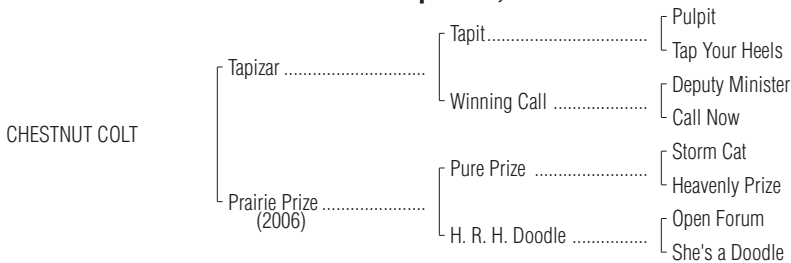 Pulpit
Tapit................................
Tap Your Heels
Tapizar ............................
Deputy Minister
Winning Call ...................
Call Now
CHESTNUT COLT
Storm Cat
Pure Prize .......................
Heavenly Prize
Prairie Prize .....................
(2006)
Open Forum
H. R. H. Doodle ...............
She's a Doodle